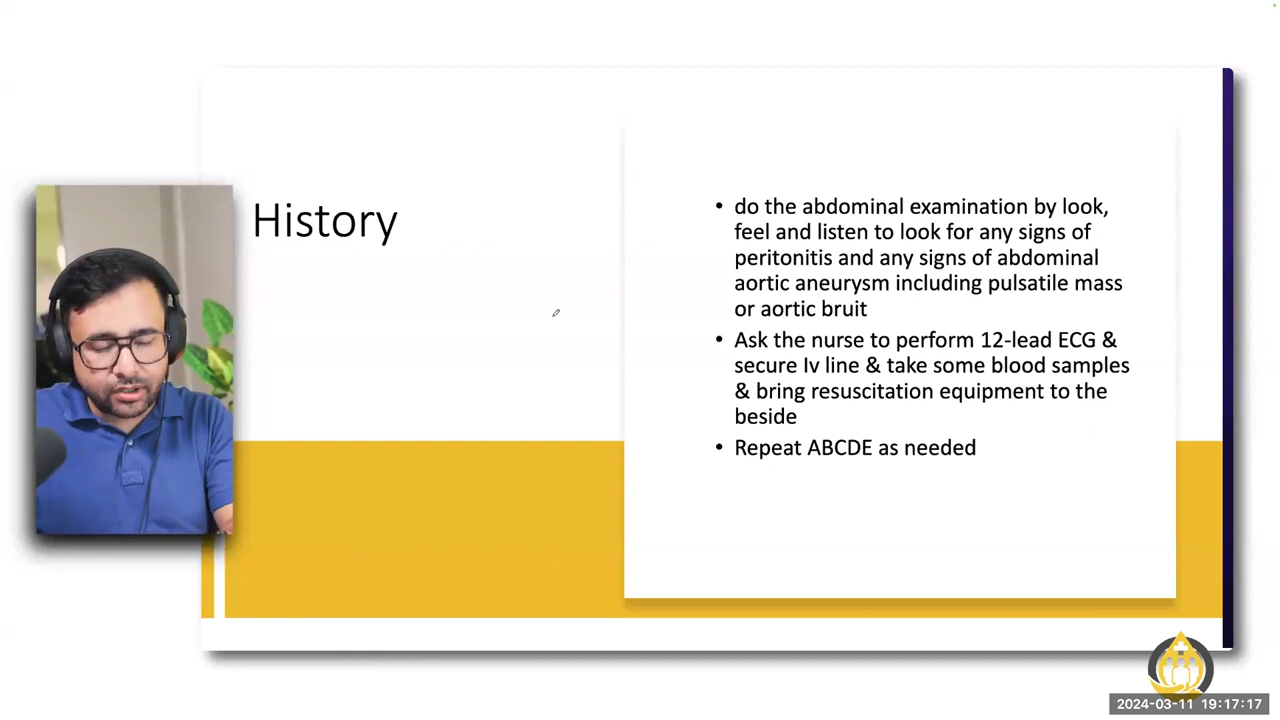 History
• do the abdominal examination by look,
feel and listen to look for any signs of
peritonitis and any signs of abdominal
aortic aneurysm including pulsatile mass
or aortic bruit
• Ask the nurse to perform 12-lead ECG &
secure Iv line & take some blood samples
& bring resuscitation equipment to the
beside
• Repeat ABCDE as needed
2024-03-11 19:17:17